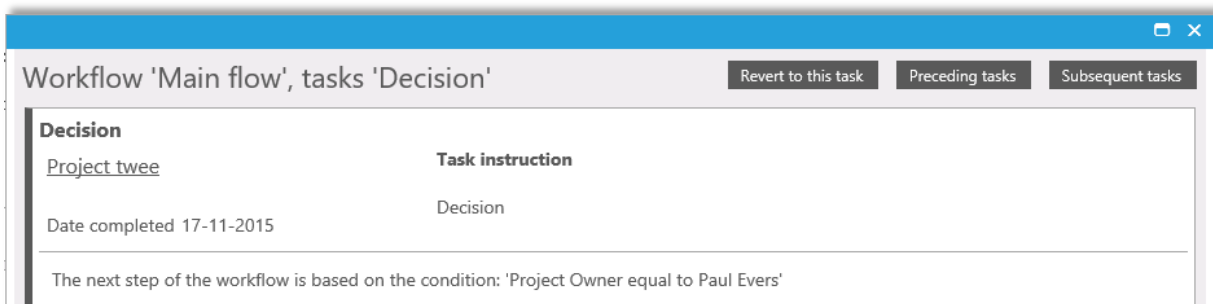 Workflow 'Main flow', tasks 'Decision'
Revert to this task
Preceding tasks
Subsequent tasks
Decision
Project twee
Task instruction
Decision
Date completed 17-11-2015
The next step of the workflow is based on the condition: 'Project Owner equal to Paul Evers'